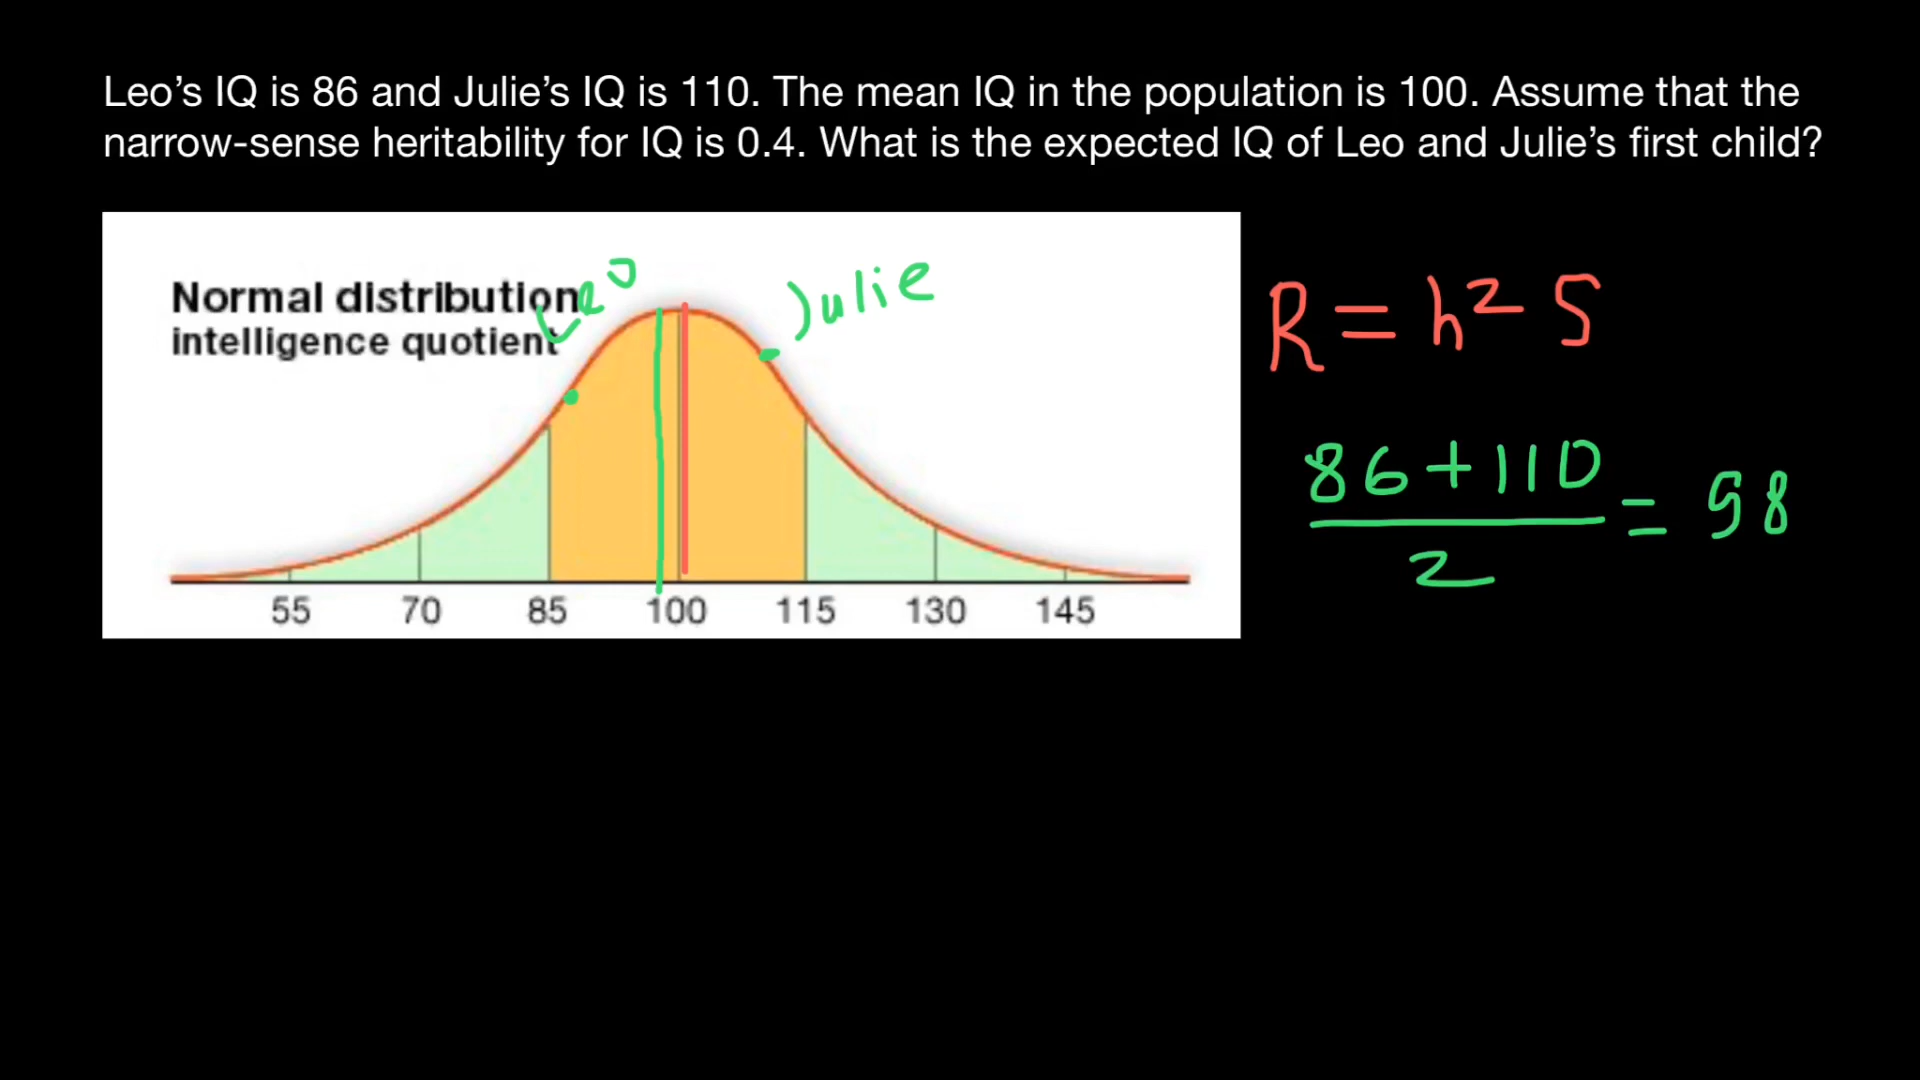 Leo’s IQ is 86 and Julie’s IQ is 110. The mean IQ in the population is 100. Assume that the
narrow-sense heritability for IQ is 0.4. What is the expected IQ of Leo and Julie’s first child?
Normal distribution
intelligence quotient
Leo
Julie
55 70 85 100 115 130 145
R = h² S
86+110
2
= 98